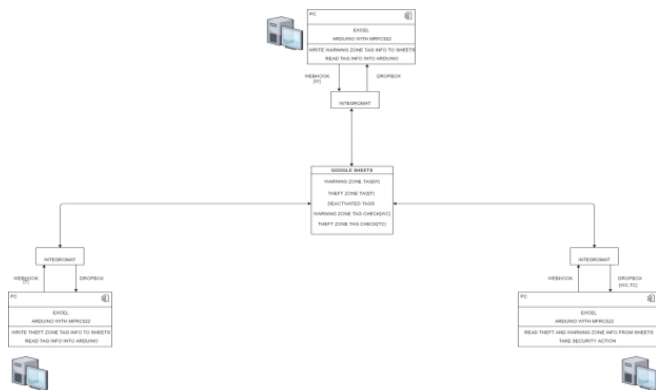 PC
EXCEL
ARDUINO WITH MFRC522
WRITE WARNING ZONE TAG INFO TO SHEETS
READ TAG INFO INTO ARDUINO
WEBHOOK
[W]
DROPBOX
INTEGROMAT
GOOGLE SHEETS
WARNING ZONE TAG[W]
THEFT ZONE TAG[T]
DEACTIVATED TAGS
WARNING ZONE TAG CHECK[WC]
THEFT ZONE TAG CHECK[TC]
INTEGROMAT
WEBHOOK
[T]
DROPBOX
PC
EXCEL
ARDUINO WITH MFRC522
WRITE THEFT ZONE TAG INFO TO SHEETS
READ TAG INFO INTO ARDUINO
INTEGROMAT
WEBHOOK
DROPBOX
[WC,TC]
PC
EXCEL
ARDUINO WITH MFRC522
READ THEFT AND WARNING ZONE INFO FROM SHEETS
TAKE SECURITY ACTION